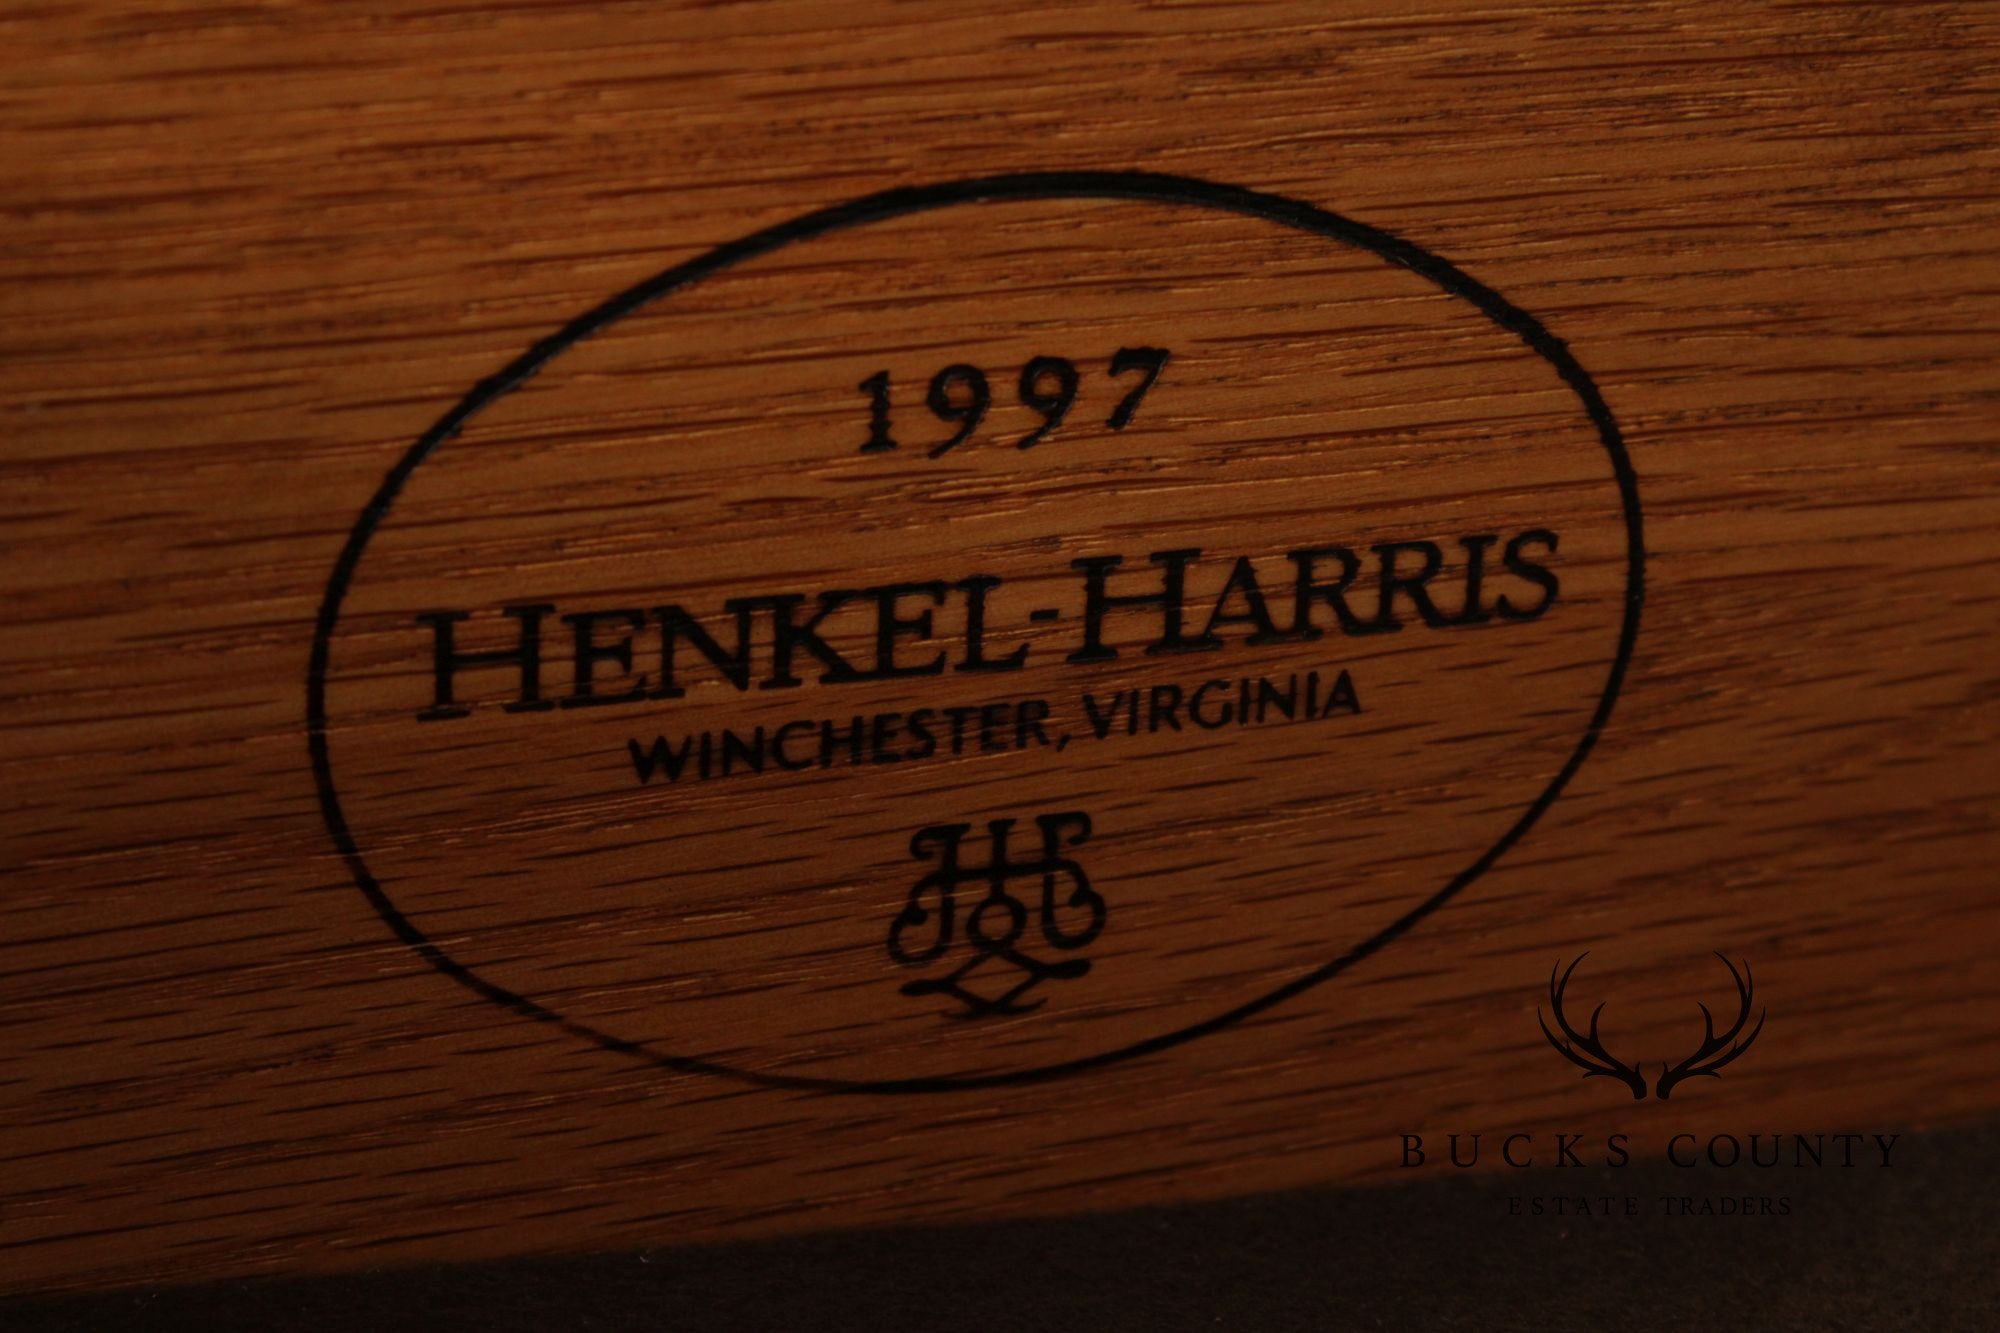 1997
HENKEL-HARRIS
WINCHESTER, VIRGINIA
BUCKS COUNTY
ESTATE TRADERS